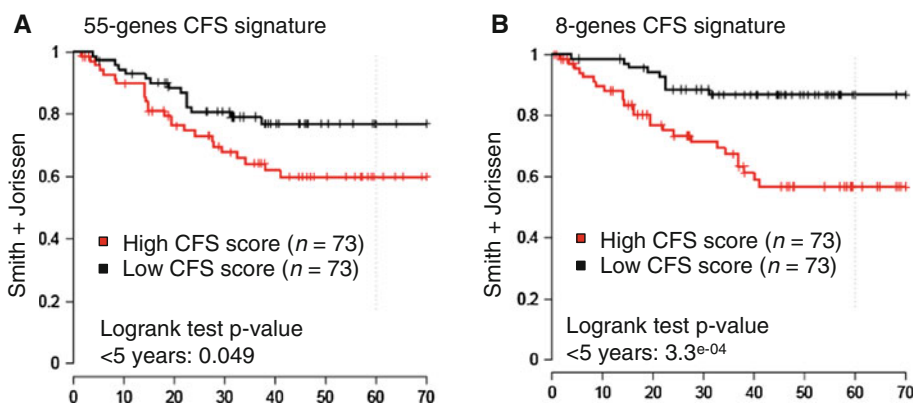 A 55-genes CFS signature
Smith + Jorissen
1
0.8
0.6
0.4
0.2
0
High CFS score (n = 73)
Low CFS score (n = 73)
Logrank test p-value
<5 years: 0.049
0 10 20 30 40 50 60 70
B 8-genes CFS signature
Smith + Jorissen
1
0.8
0.6
0.4
0.2
0
High CFS score (n = 73)
Low CFS score (n = 73)
Logrank test p-value
<5 years: 3.3e-04
0 10 20 30 40 50 60 70